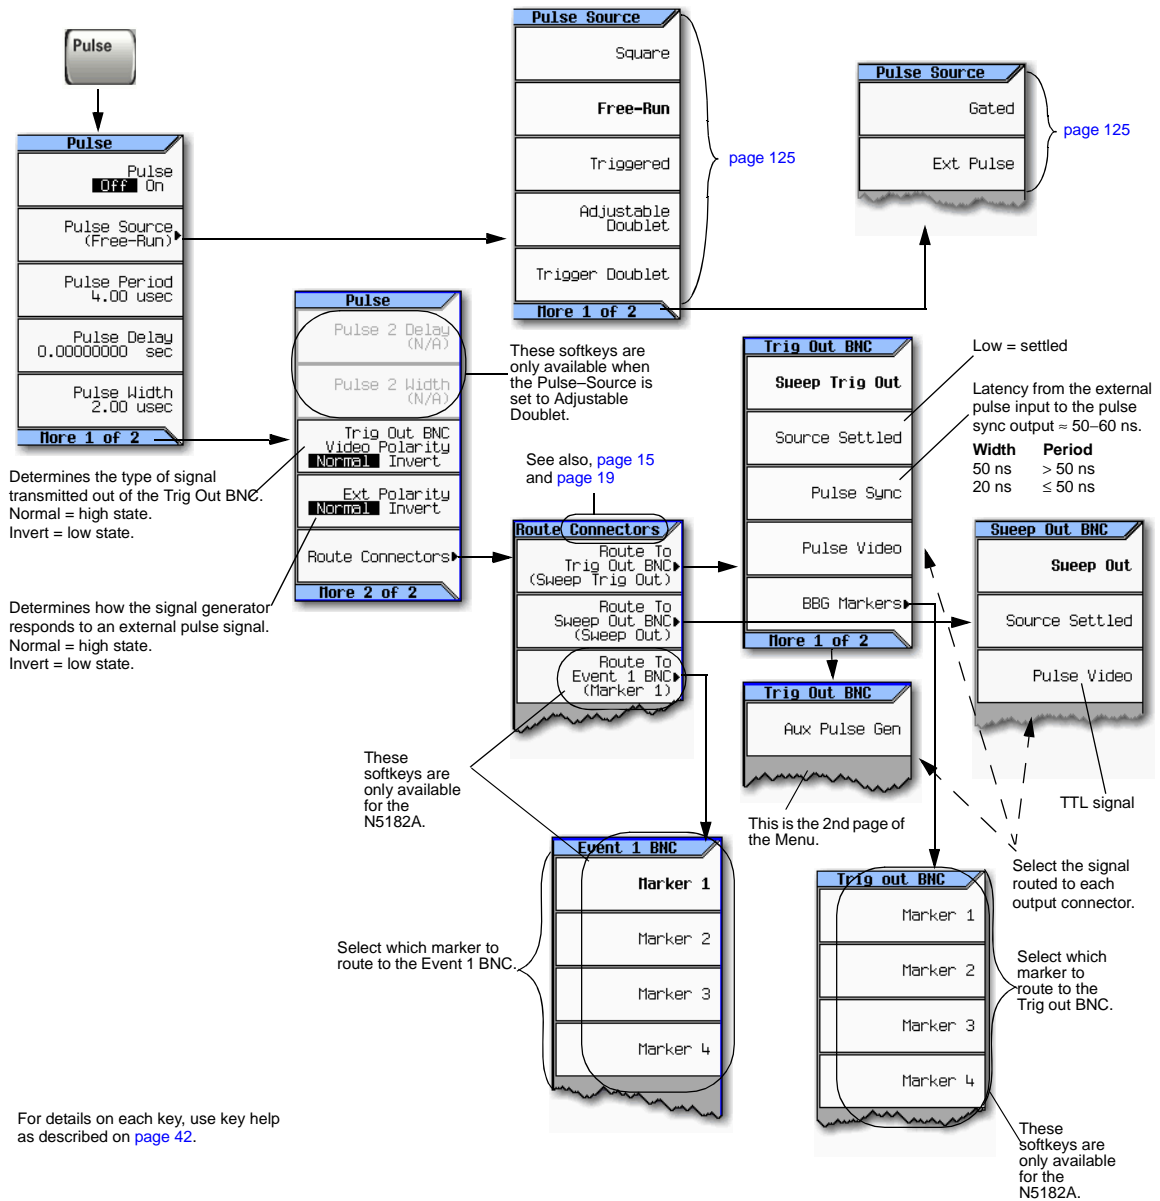 Pulse
Pulse
Pulse
Off On
Pulse Source
(Free-Run)
Pulse Period
4.00 usec
Pulse Delay
0.00000000 sec
Pulse Width
2.00 usec
More 1 of 2
Determines the type of signal
transmitted out of the Trig Out BNC.
Normal = high state.
Invert = low state.
Determines how the signal generator
responds to an external pulse signal.
Normal = high state.
Invert = low state.
Pulse
Pulse 2 Delay
(N/A)
Pulse 2 Width
(N/A)
Trig Out BNC
Video Polarity
Normal Invert
Ext Polarity
Normal Invert
Route Connectors
More 2 of 2
Pulse Source
Square
Free-Run
Triggered
Adjustable
Doublet
Trigger Doublet
More 1 of 2
page 125
Pulse Source
Gated
Ext Pulse
page 125
These softkeys are
only available when
the Pulse–Source is
set to Adjustable
Doublet.
See also, page 15
and page 19
Route Connectors
Route To
Trig Out BNC
(Sweep Trig Out)
Route To
Sweep Out BNC
(Sweep Out)
Route To
Event 1 BNC
(Marker 1)
Trig Out BNC
Sweep Trig Out
Source Settled
Pulse Sync
Pulse Video
BBG Markers
More 1 of 2
Low = settled
Latency from the external
pulse input to the pulse
sync output ≈ 50–60 ns.
Width Period
50 ns > 50 ns
20 ns ≤ 50 ns
Sweep Out BNC
Sweep Out
Source Settled
Pulse Video
TTL signal
Trig Out BNC
Aux Pulse Gen
This is the 2nd page of
the Menu.
Select the signal
routed to each
output connector.
These
softkeys are
only available
for the
N5182A.
Event 1 BNC
Marker 1
Marker 2
Marker 3
Marker 4
Select which marker to
route to the Event 1 BNC.
Trig out BNC
Marker 1
Marker 2
Marker 3
Marker 4
Select which
marker to
route to the
Trig out BNC.
These
softkeys are
only available
for the
N5182A.
For details on each key, use key help
as described on page 42.